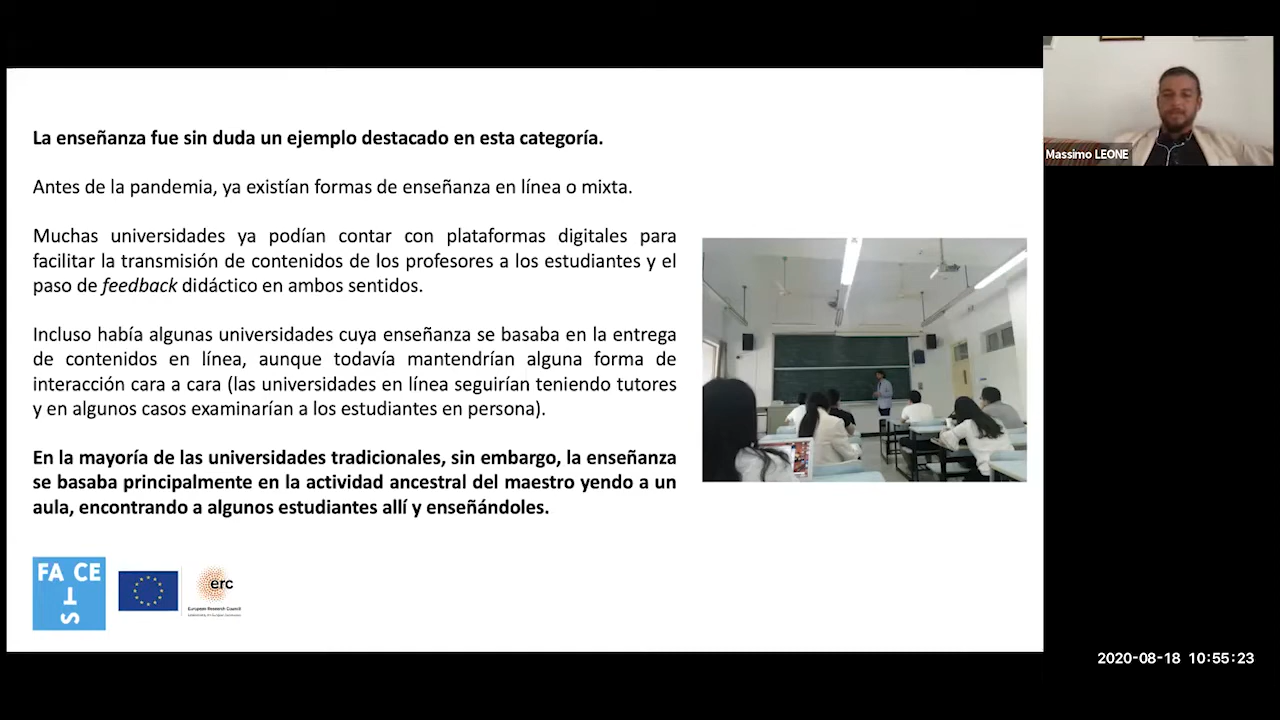 La enseñanza fue sin duda un ejemplo destacado en esta categoría.
Antes de la pandemia, ya existían formas de enseñanza en línea o mixta.
Muchas universidades ya podían contar con plataformas digitales para
facilitar la transmisión de contenidos de los profesores a los estudiantes y el
paso de feedback didáctico en ambos sentidos.
Incluso había algunas universidades cuya enseñanza se basaba en la entrega
de contenidos en línea, aunque todavía mantendrían alguna forma de
interacción cara a cara (las universidades en línea seguirían teniendo tutores
y en algunos casos examinarían a los estudiantes en persona).
En la mayoría de las universidades tradicionales, sin embargo, la enseñanza
se basaba principalmente en la actividad ancestral del maestro yendo a un
aula, encontrando a algunos estudiantes allí y enseñándoles.
FA CE
TS
erc
European Research Council
Massimo LEONE
2020-08-18 10:55:23